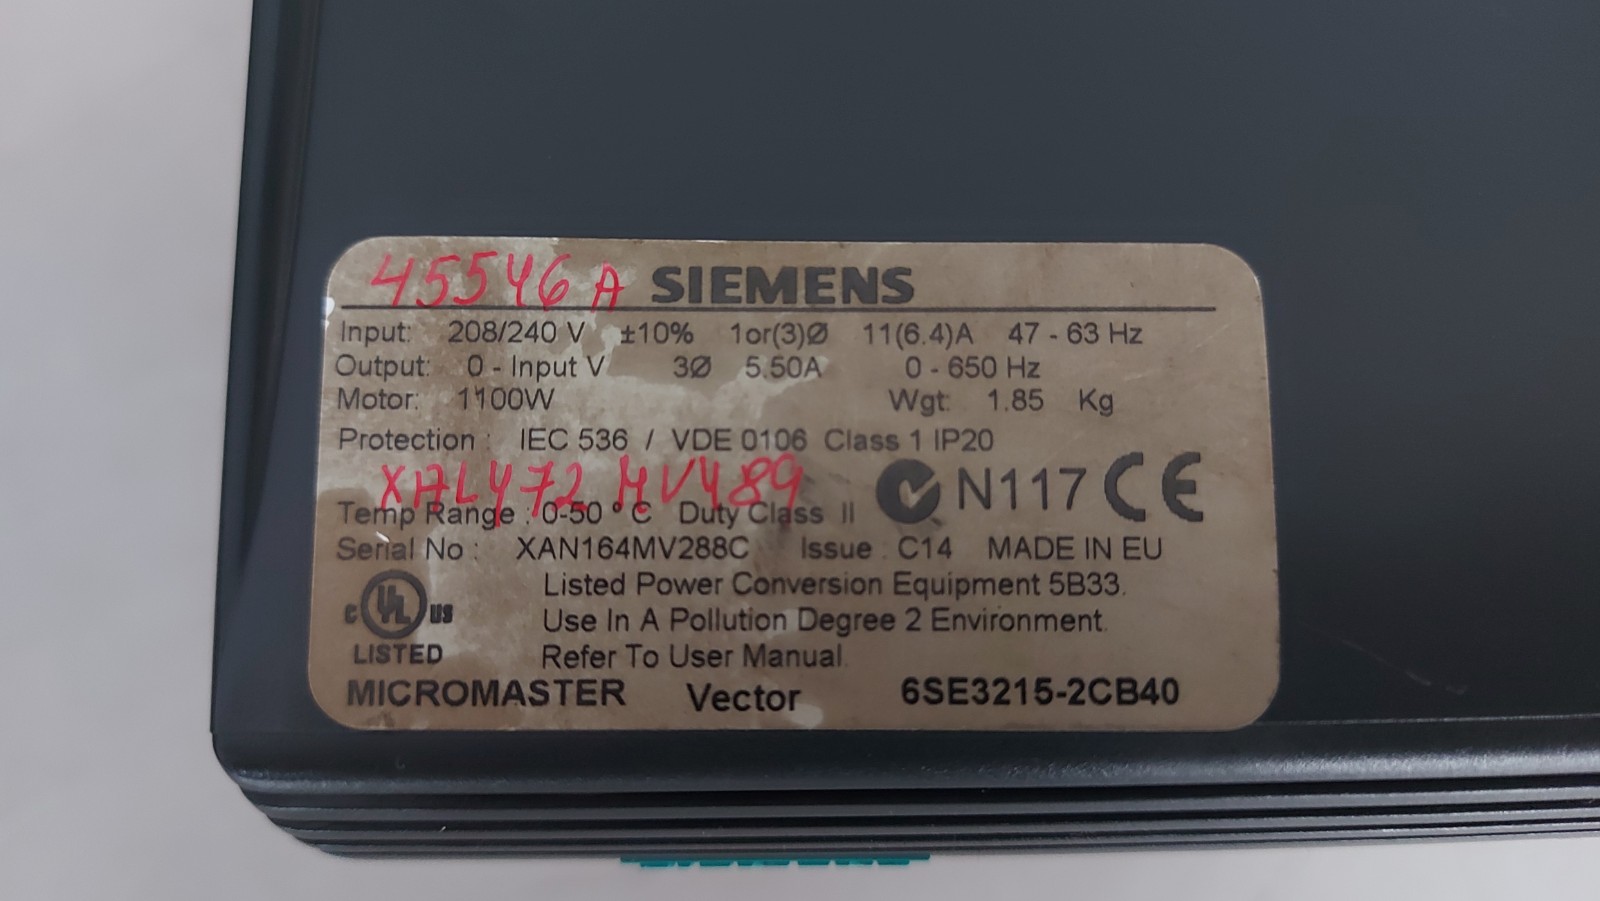 45546A SIEMENS
Input: 208/240 V ±10% 1or(3)Ø 11(6.4)A 47 - 63 Hz
Output: 0 - Input V 3Ø 5.50A 0 - 650 Hz
Motor: 1100W Wgt: 1.85 Kg
Protection : IEC 536 / VDE 0106 Class 1 IP20
XAL472 MV489
N117 CE
Temp Range : 0-50 °C Duty Class II
Serial No : XAN164MV288C Issue : C14 MADE IN EU
Listed Power Conversion Equipment 5B33.
c UL us
Use In A Pollution Degree 2 Environment.
LISTED Refer To User Manual.
MICROMASTER Vector 6SE3215-2CB40